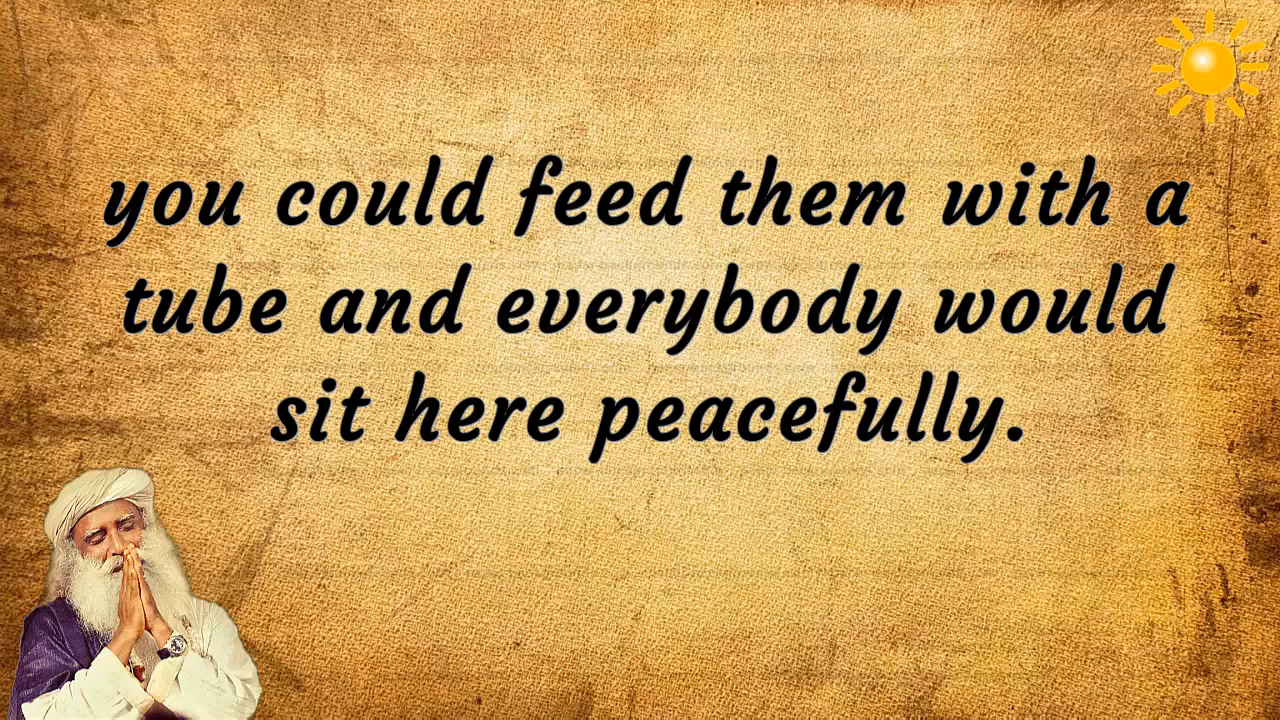 you could feed them with a
tube and everybody would
sit here peacefully.